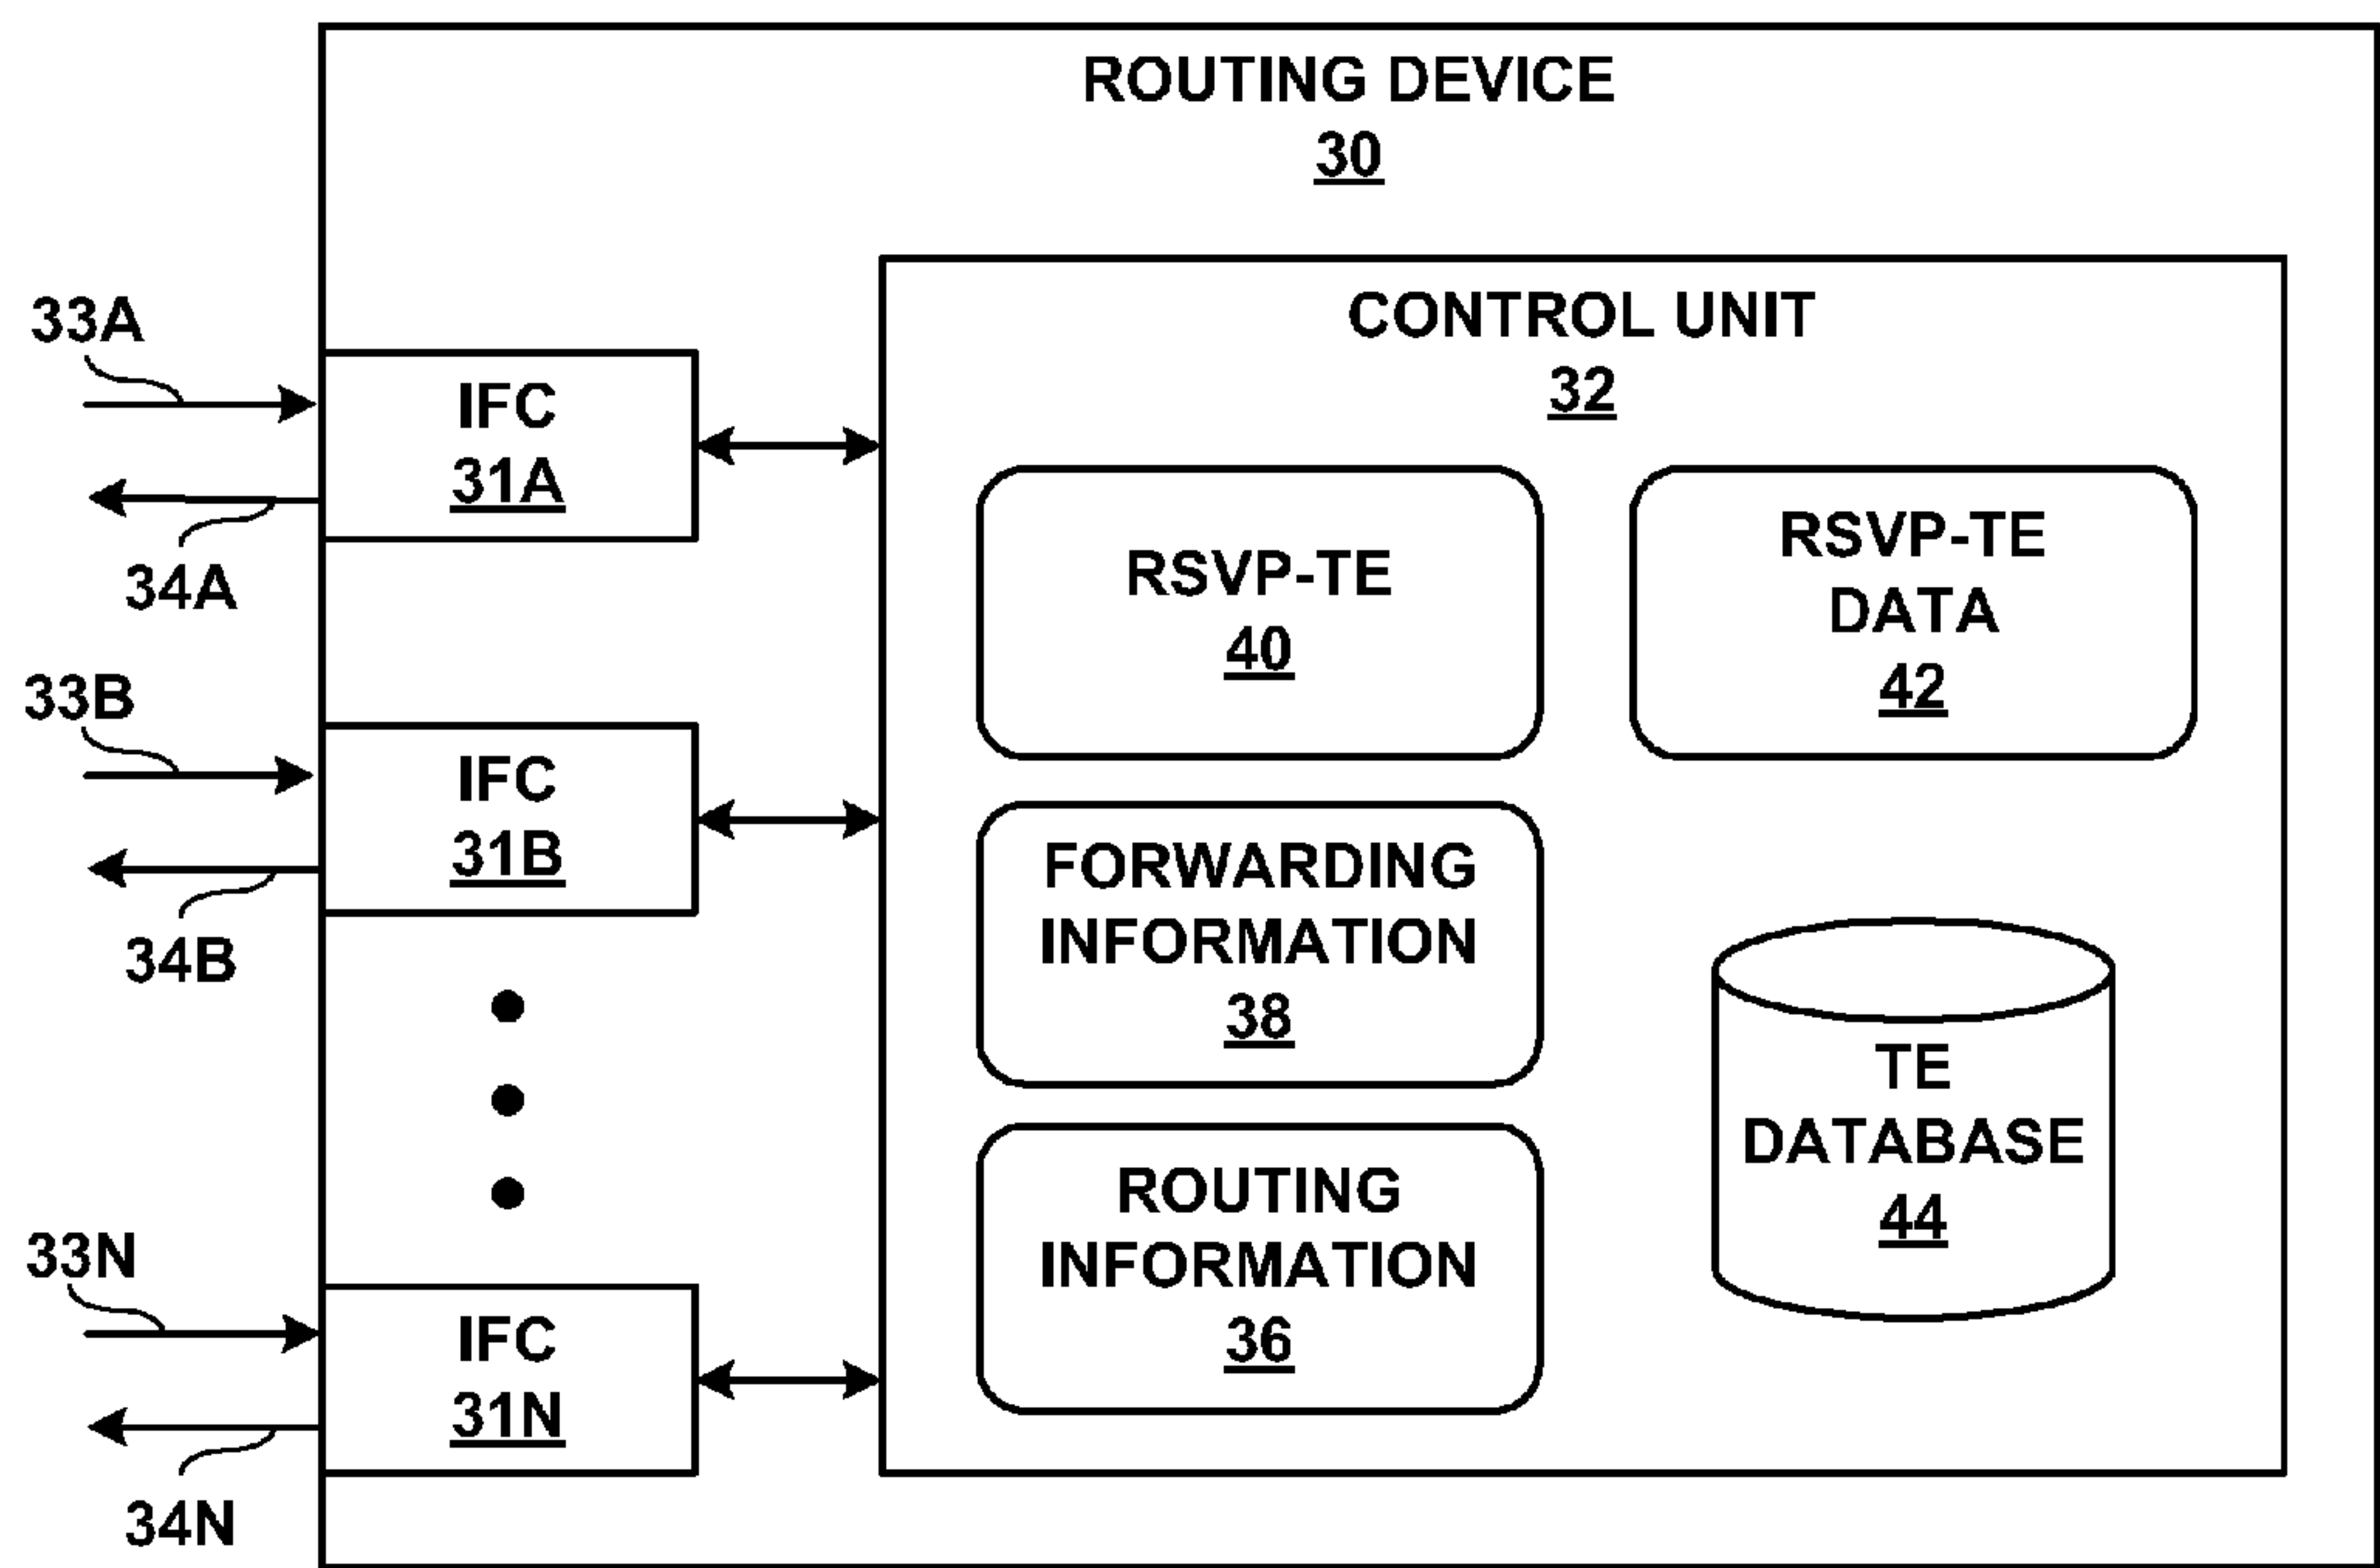 ROUTING DEVICE
30
CONTROL UNIT
32
33A
IFC
31A
34A
33B
IFC
31B
34B
33N
IFC
31N
34N
RSVP-TE
40
RSVP-TE
DATA
42
FORWARDING
INFORMATION
38
TE
DATABASE
44
ROUTING
INFORMATION
36